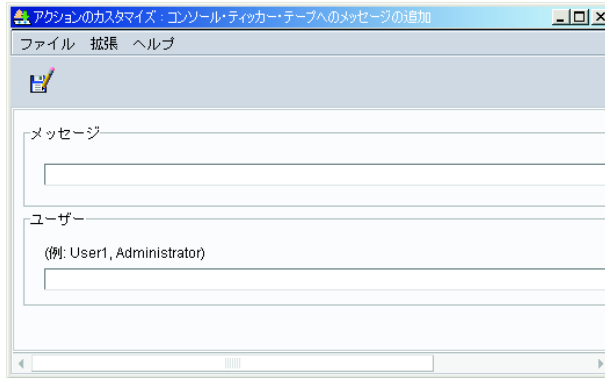 アクションのカスタマイズ : コンソール・ティッカー・テープへのメッセージの追加
ファイル 拡張 ヘルプ
メッセージ
ユーザー
(例: User1, Administrator)